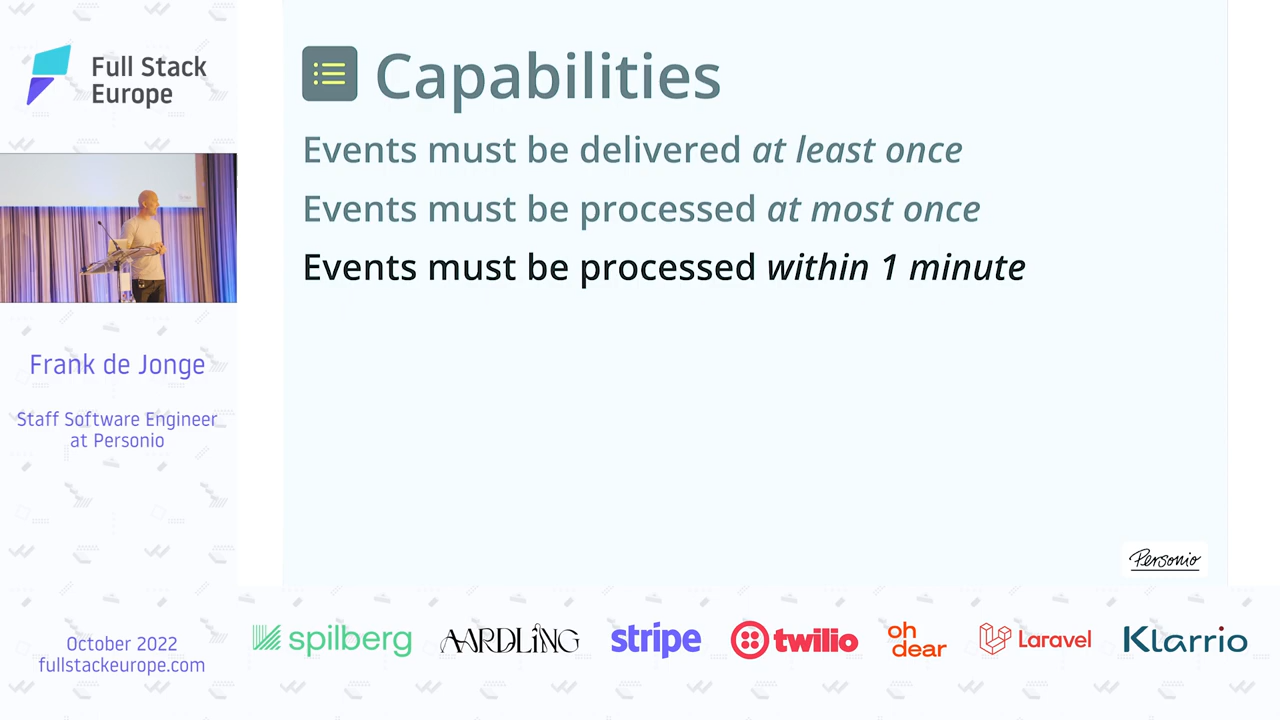 Full Stack
Europe
Capabilities
Events must be delivered at least once
Events must be processed at most once
Events must be processed within 1 minute
Frank de Jonge
Staff Software Engineer
at Personio
Personio
October 2022
fullstackeurope.com
spilberg
AARDLING
stripe
twilio
oh
dear
Laravel
Klarrio